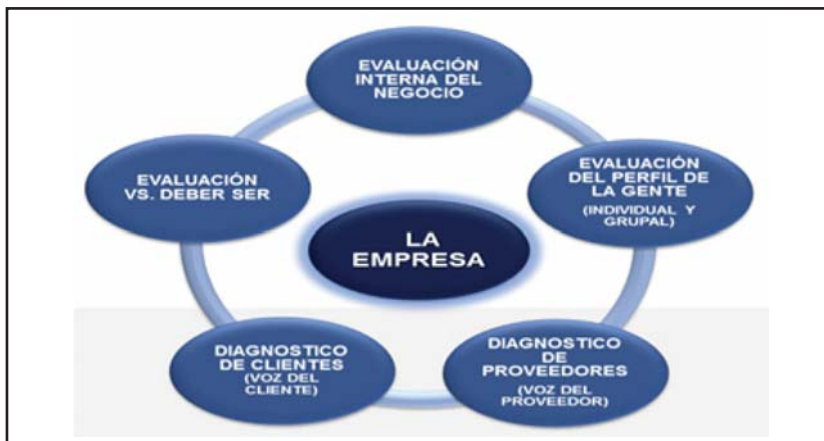 EVALUACIÓN
INTERNA DEL
NEGOCIO
EVALUACIÓN
DEL PERFIL DE
LA GENTE
(INDIVIDUAL Y
GRUPAL)
EVALUACIÓN
VS. DEBER SER
LA
EMPRESA
DIAGNOSTICO
DE CLIENTES
(VOZ DEL
CLIENTE)
DIAGNOSTICO
DE
PROVEEDORES
(VOZ DEL
PROVEEDOR)